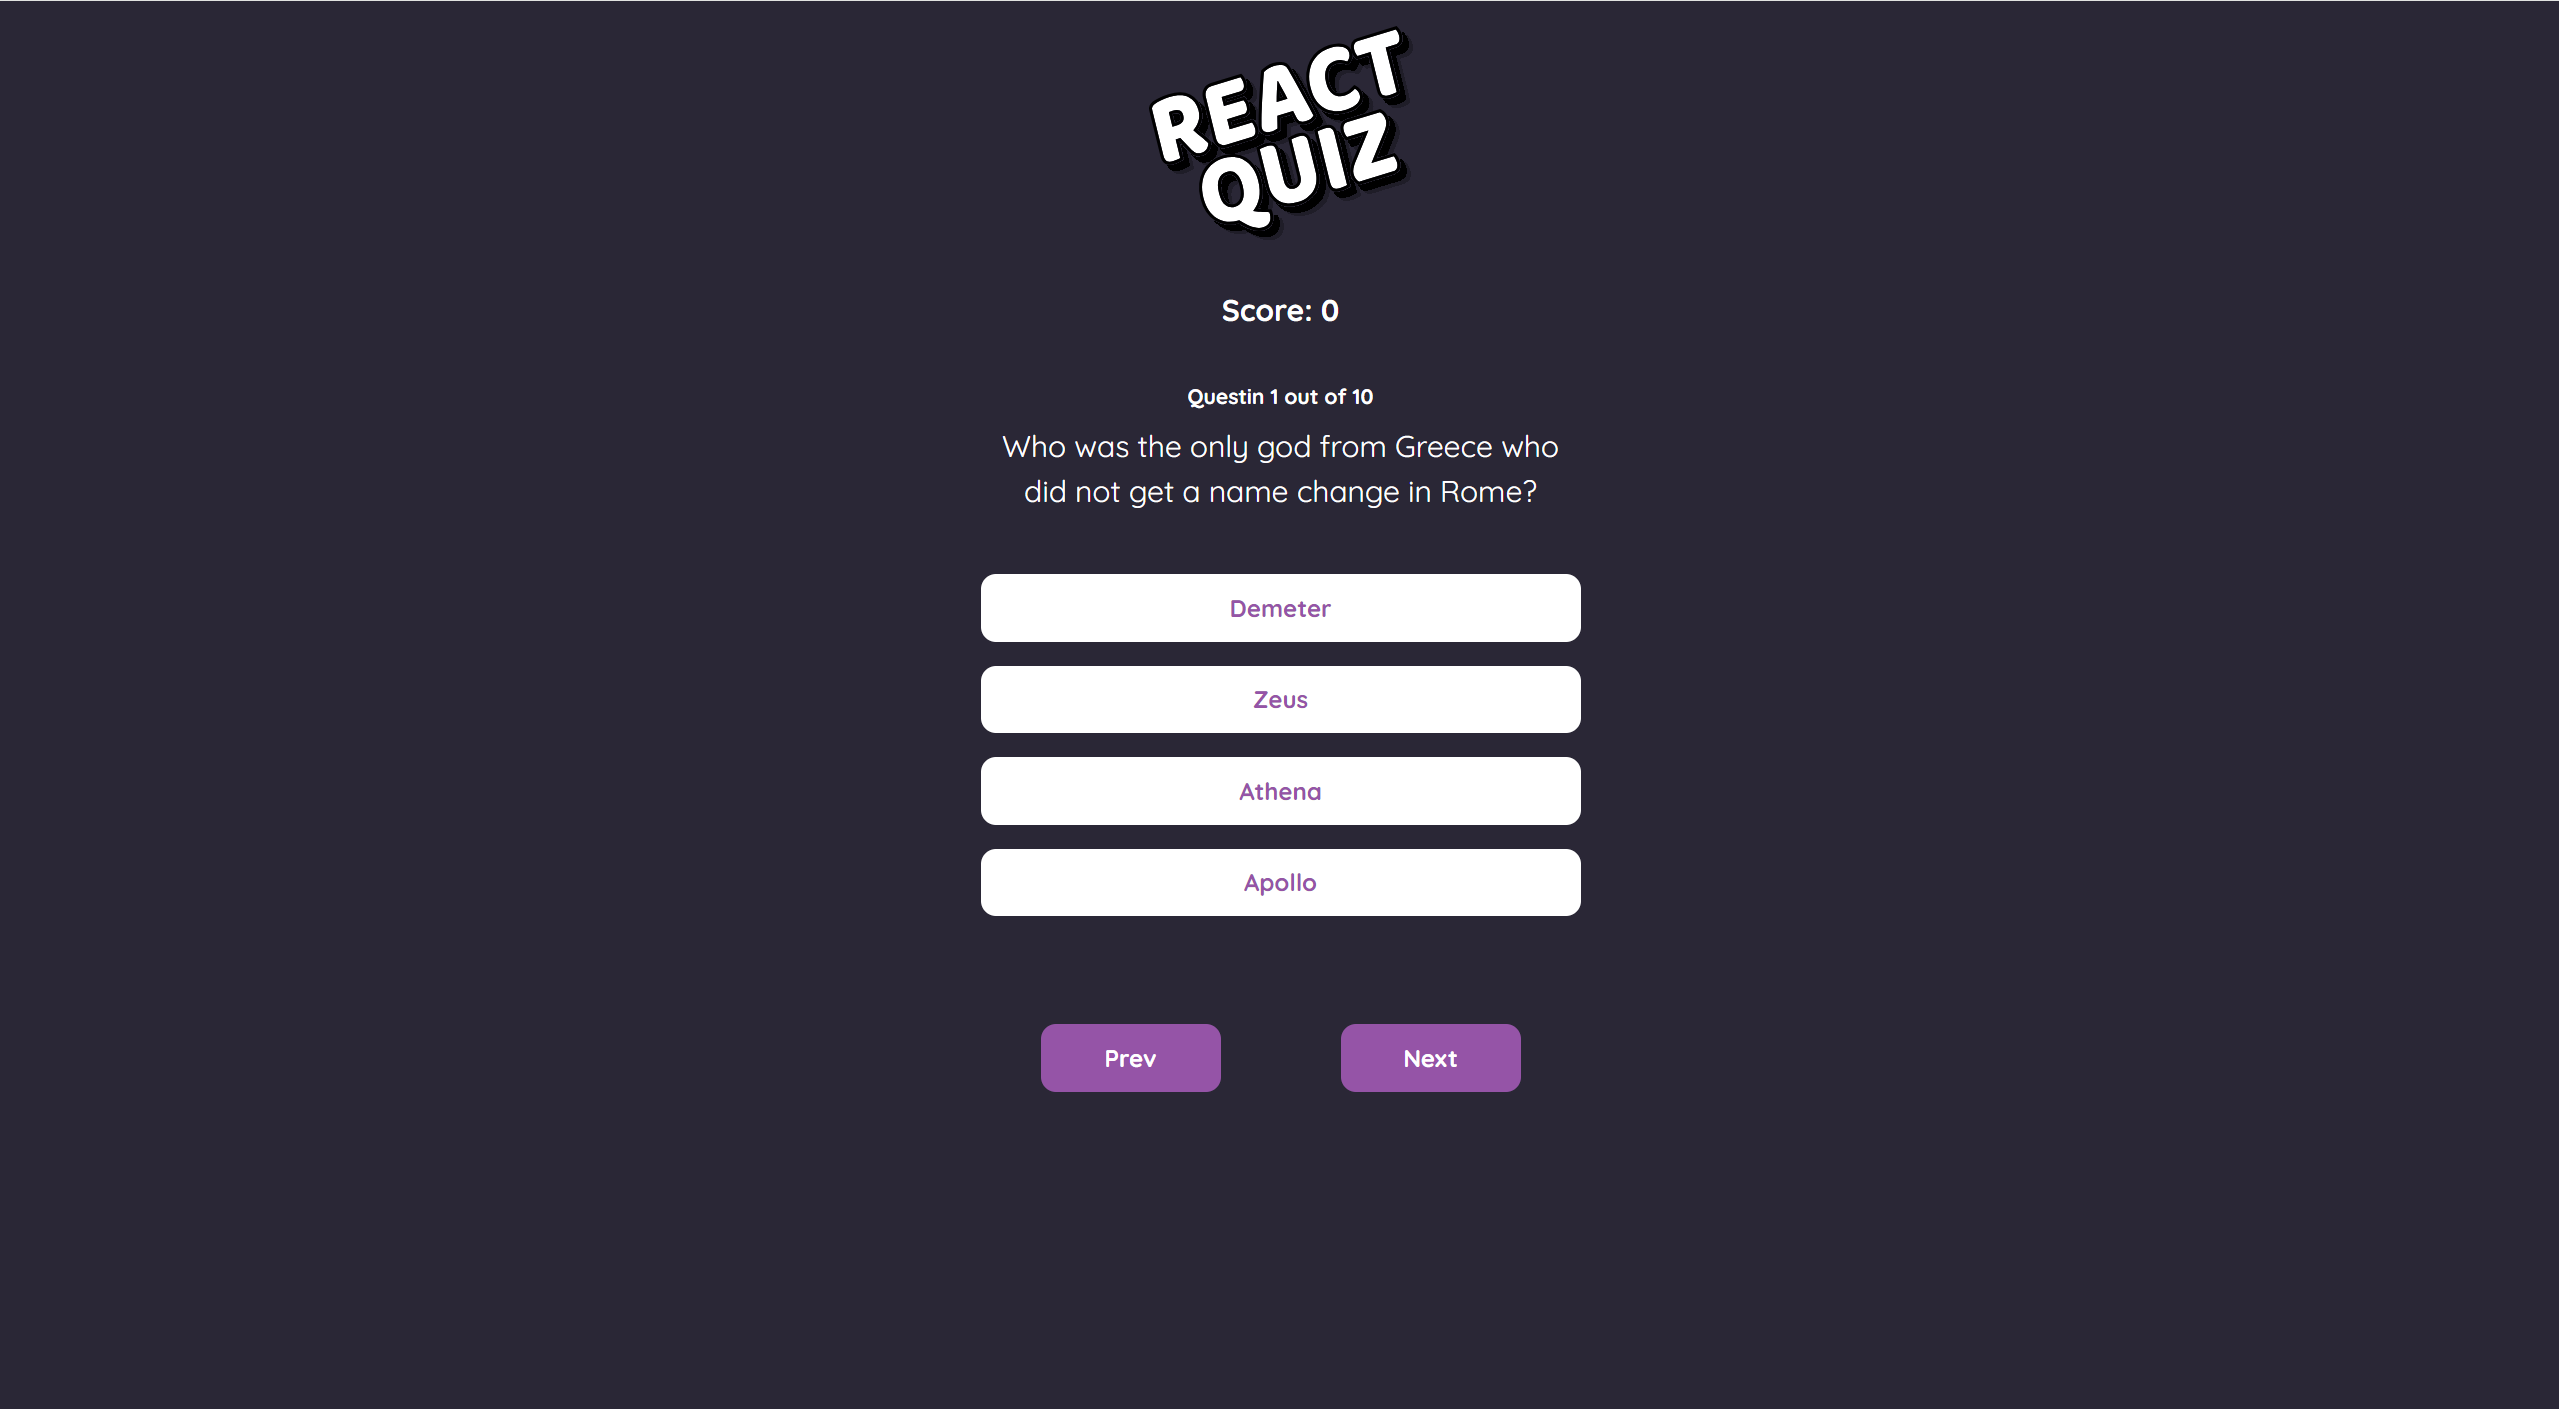 REACT
QUIZ
Score: 0
Questin 1 out of 10
Who was the only god from Greece who
did not get a name change in Rome?
Demeter
Zeus
Athena
Apollo
Prev
Next